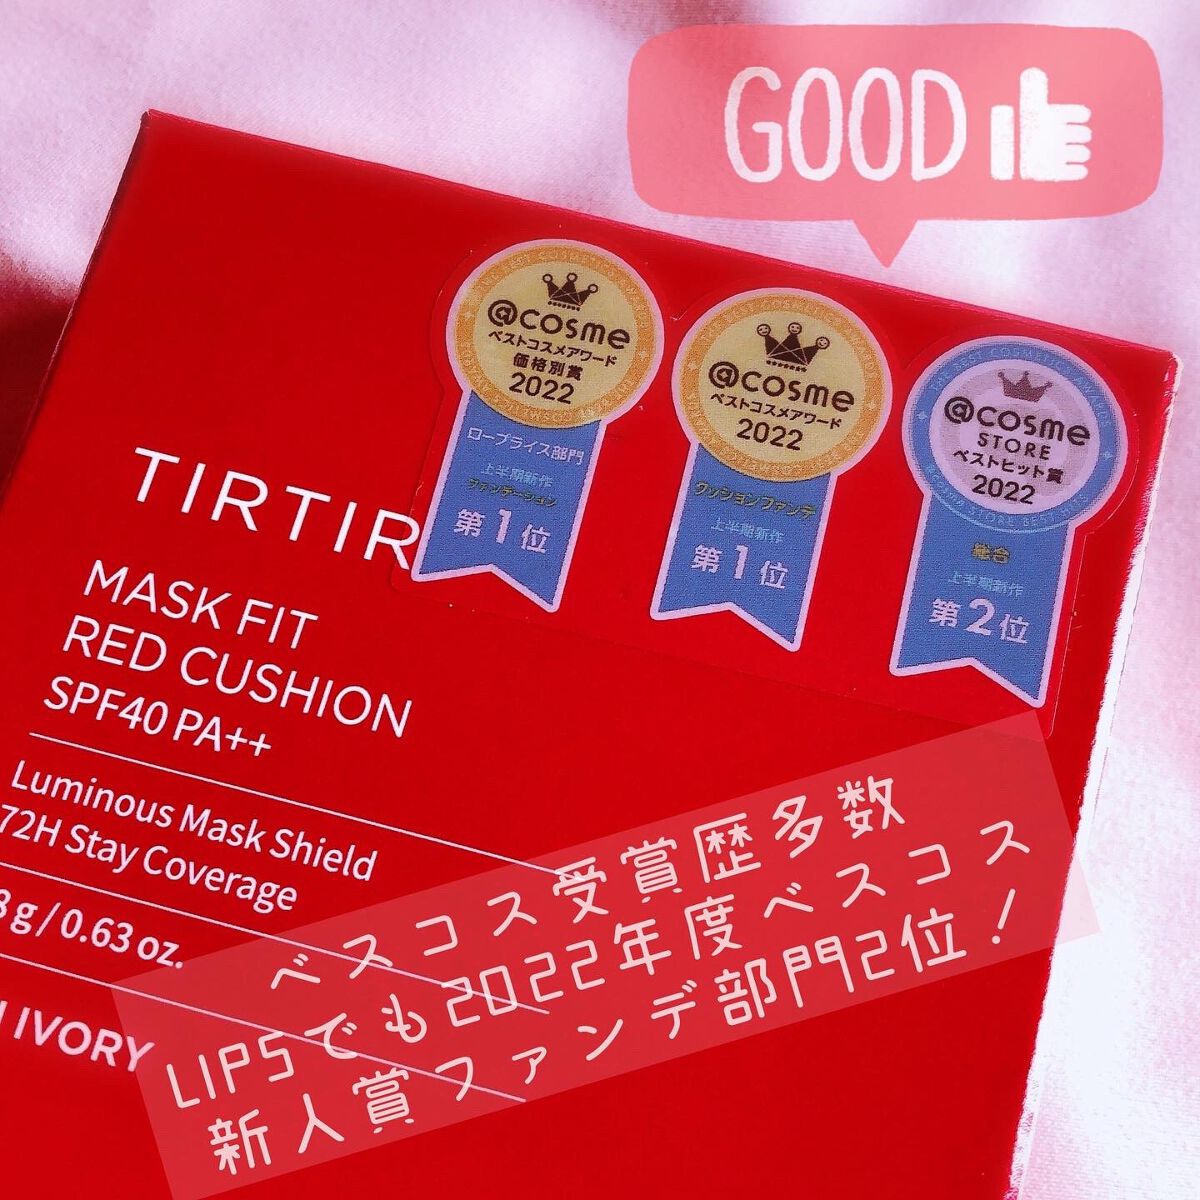 GOOD
@cosme
ベストコスメアワード
価格別賞
2022
ロープライス部門
上半期新作
ファンデーション
第1位
@cosme
ベストコスメアワード
2022
クッションファンデ
上半期新作
第1位
@cosme
STORE
ベストヒット賞
2022
総合
上半期新作
第2位
TIRTIR
MASK FIT
RED CUSHION
SPF40 PA++
Luminous Mask Shield
72H Stay Coverage
g / 0.63 oz.
IVORY
ベスコス受賞歴多数
LIPSでも2022年度ベスコス
新人賞ファンデ部門2位！